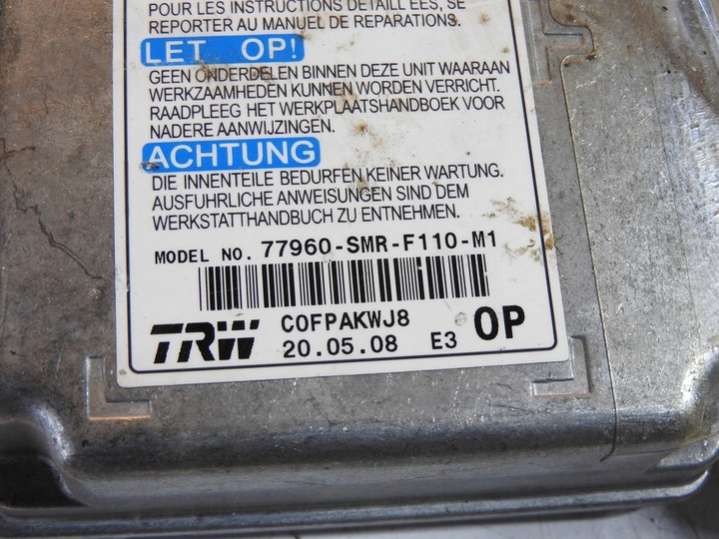 POUR LES INSTRUCTIONS DETAILLEES, SE
REPORTER AU MANUEL DE REPARATIONS.
LET OP!
GEEN ONDERDELEN BINNEN DEZE UNIT WAARAAN
WERKZAAMHEDEN KUNNEN WORDEN VERRICHT.
RAADPLEEG HET WERKPLAATSHANDBOEK VOOR
NADERE AANWIJZINGEN.
ACHTUNG
DIE INNENTEILE BEDURFEN KEINER WARTUNG.
AUSFUHRLICHE ANWEISUNGEN SIND DEM
WERKSTATTHANDBUCH ZU ENTNEHMEN.
MODEL NO. 77960-SMR-F110-M1
TRW C0FPAKWJ8 OP
20.05.08 E3